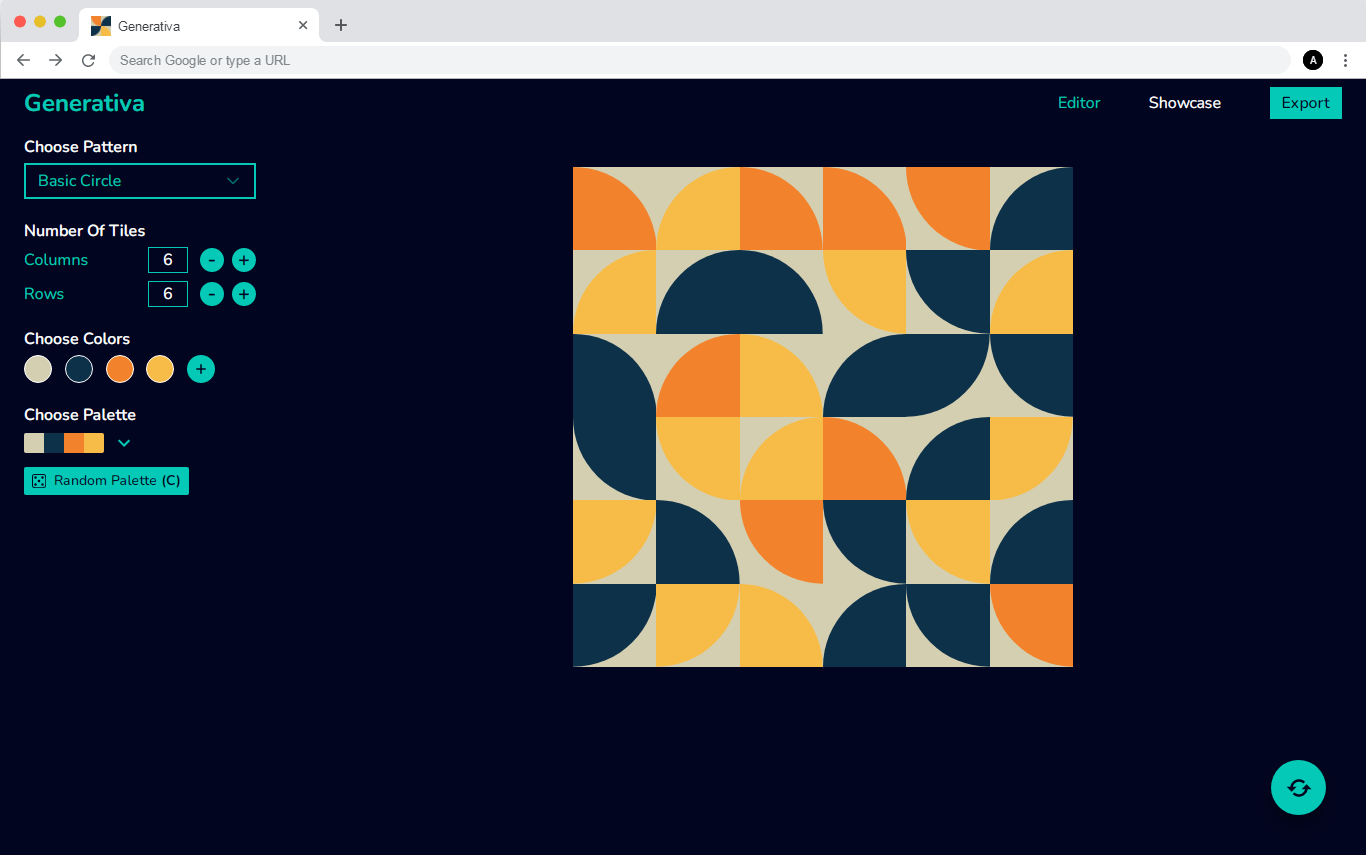 Generativa
Search Google or type a URL
A
Generativa
Editor
Showcase
Export
Choose Pattern
Basic Circle
Number Of Tiles
Columns 6 - +
Rows 6 - +
Choose Colors
+
Choose Palette
Random Palette (C)